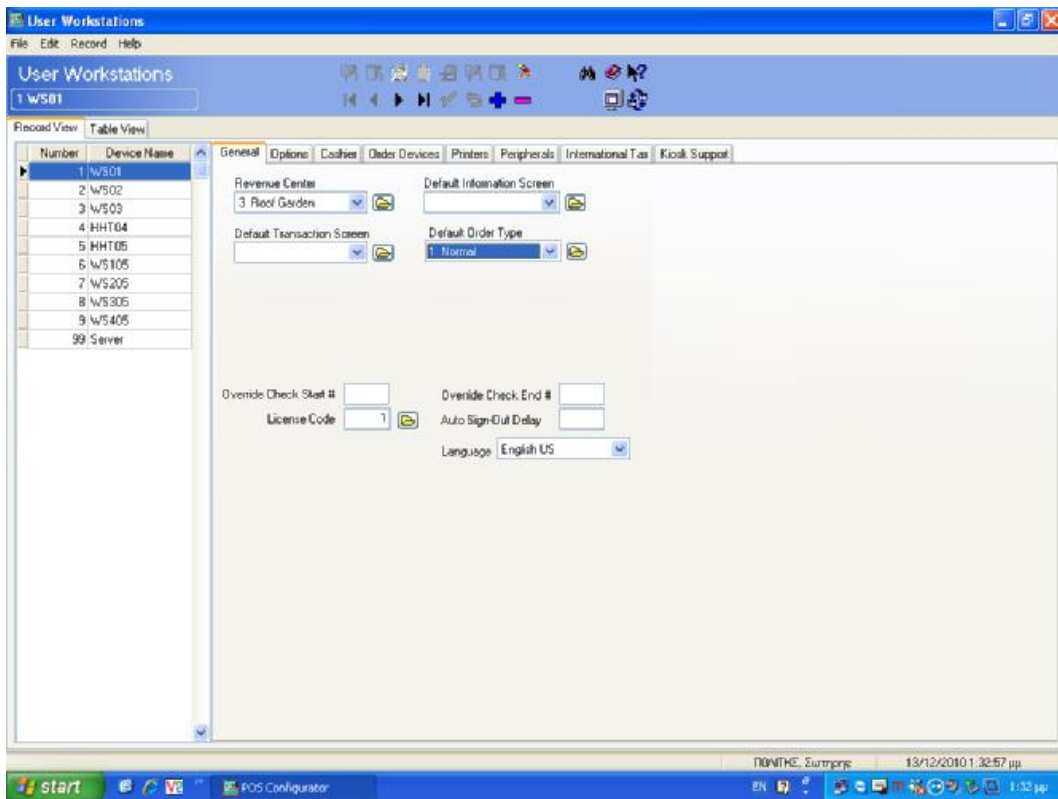 User Workstations
File Edit Record Help
User Workstations
1 WS01
Record View Table View
Number Device Name
1 WS01
2 WS02
3 WS03
4 HHT04
5 HHT05
6 WS105
7 WS205
8 WS305
9 WS405
99 Server
General Options Cashier Order Devices Printers Peripherals International Tax Kiosk Support
Revenue Center Default Information Screen
3 Roof Garden
Default Transaction Screen Default Order Type
1 Normal
Override Check Start # Override Check End #
License Code 1 Auto Sign-Out Delay
Language English US
Σωτηρης 13/12/2010 1:32:57 μμ
start POS Configurator EN 1:32 μμ